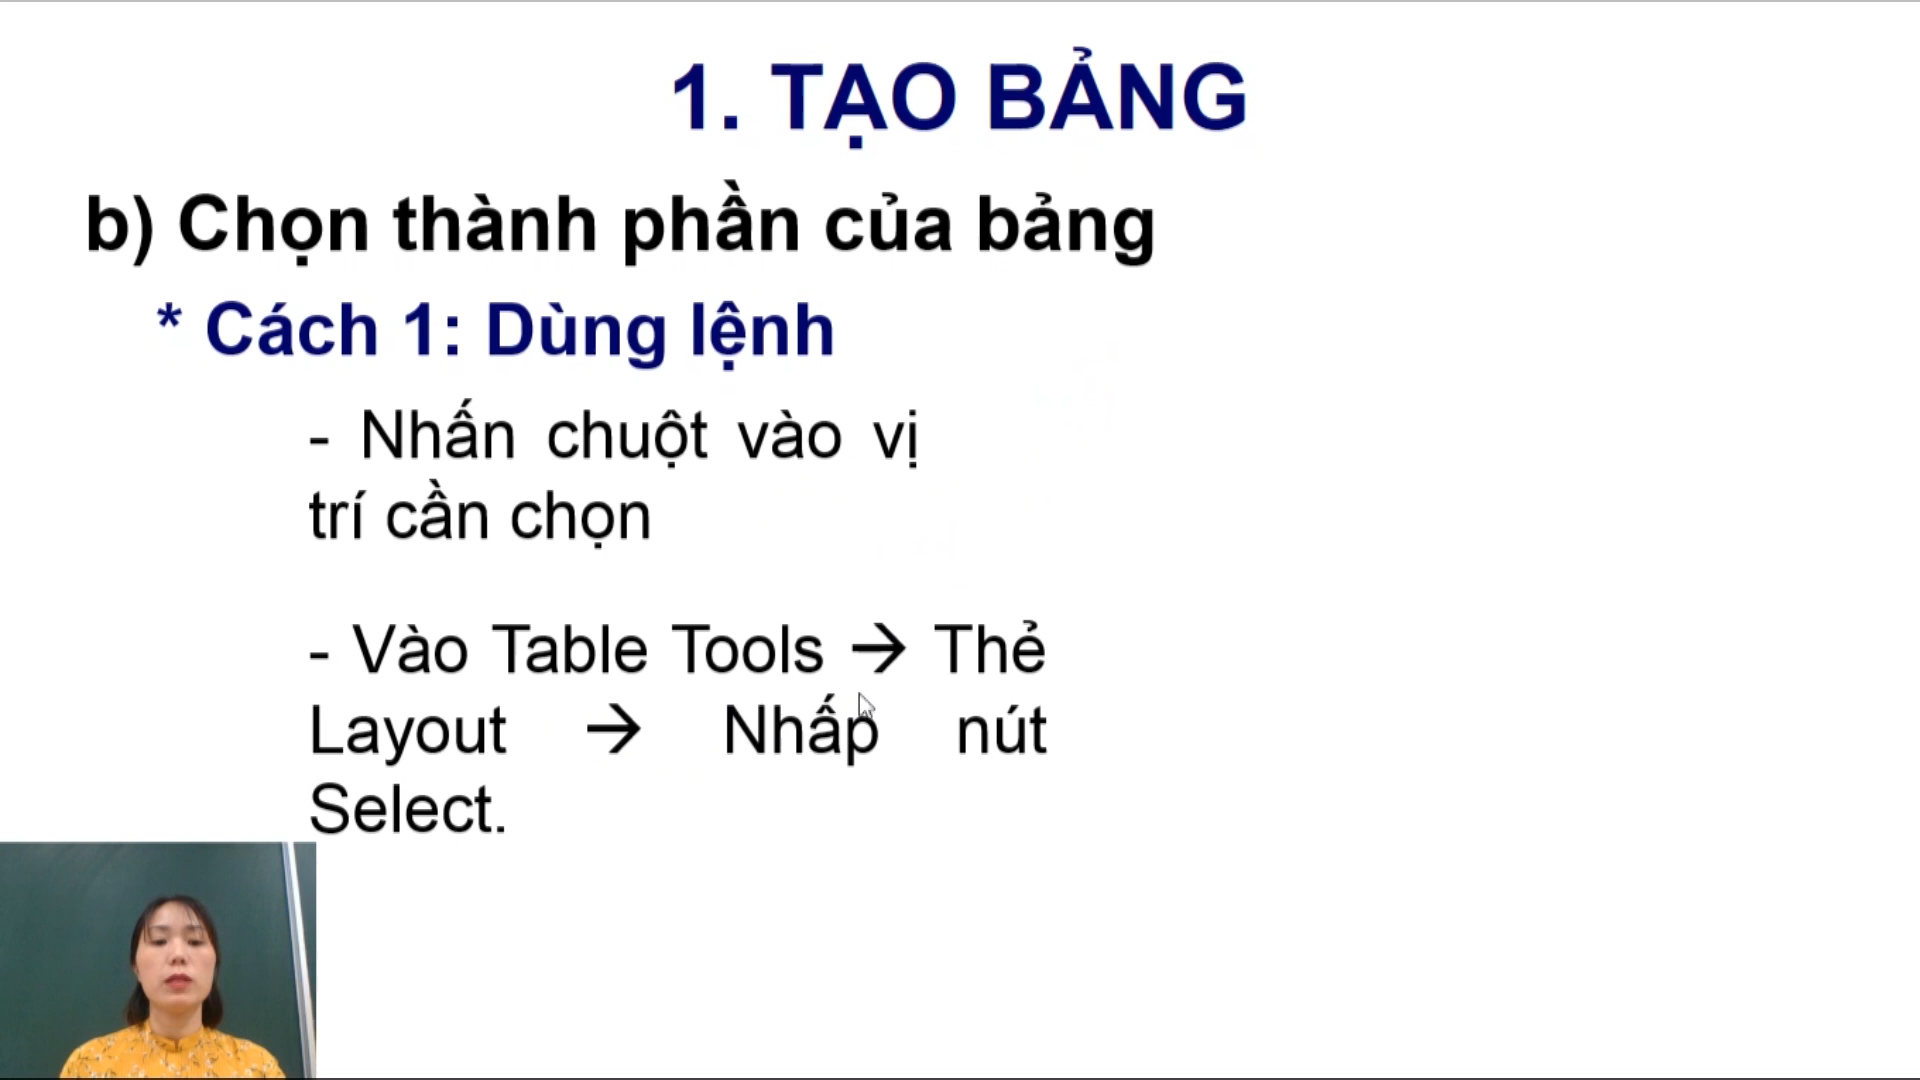 1. TẠO BẢNG
b) Chọn thành phần của bảng
* Cách 1: Dùng lệnh
- Nhấn chuột vào vị
trí cần chọn
- Vào Table Tools → Thẻ
Layout → Nhấp nút
Select.